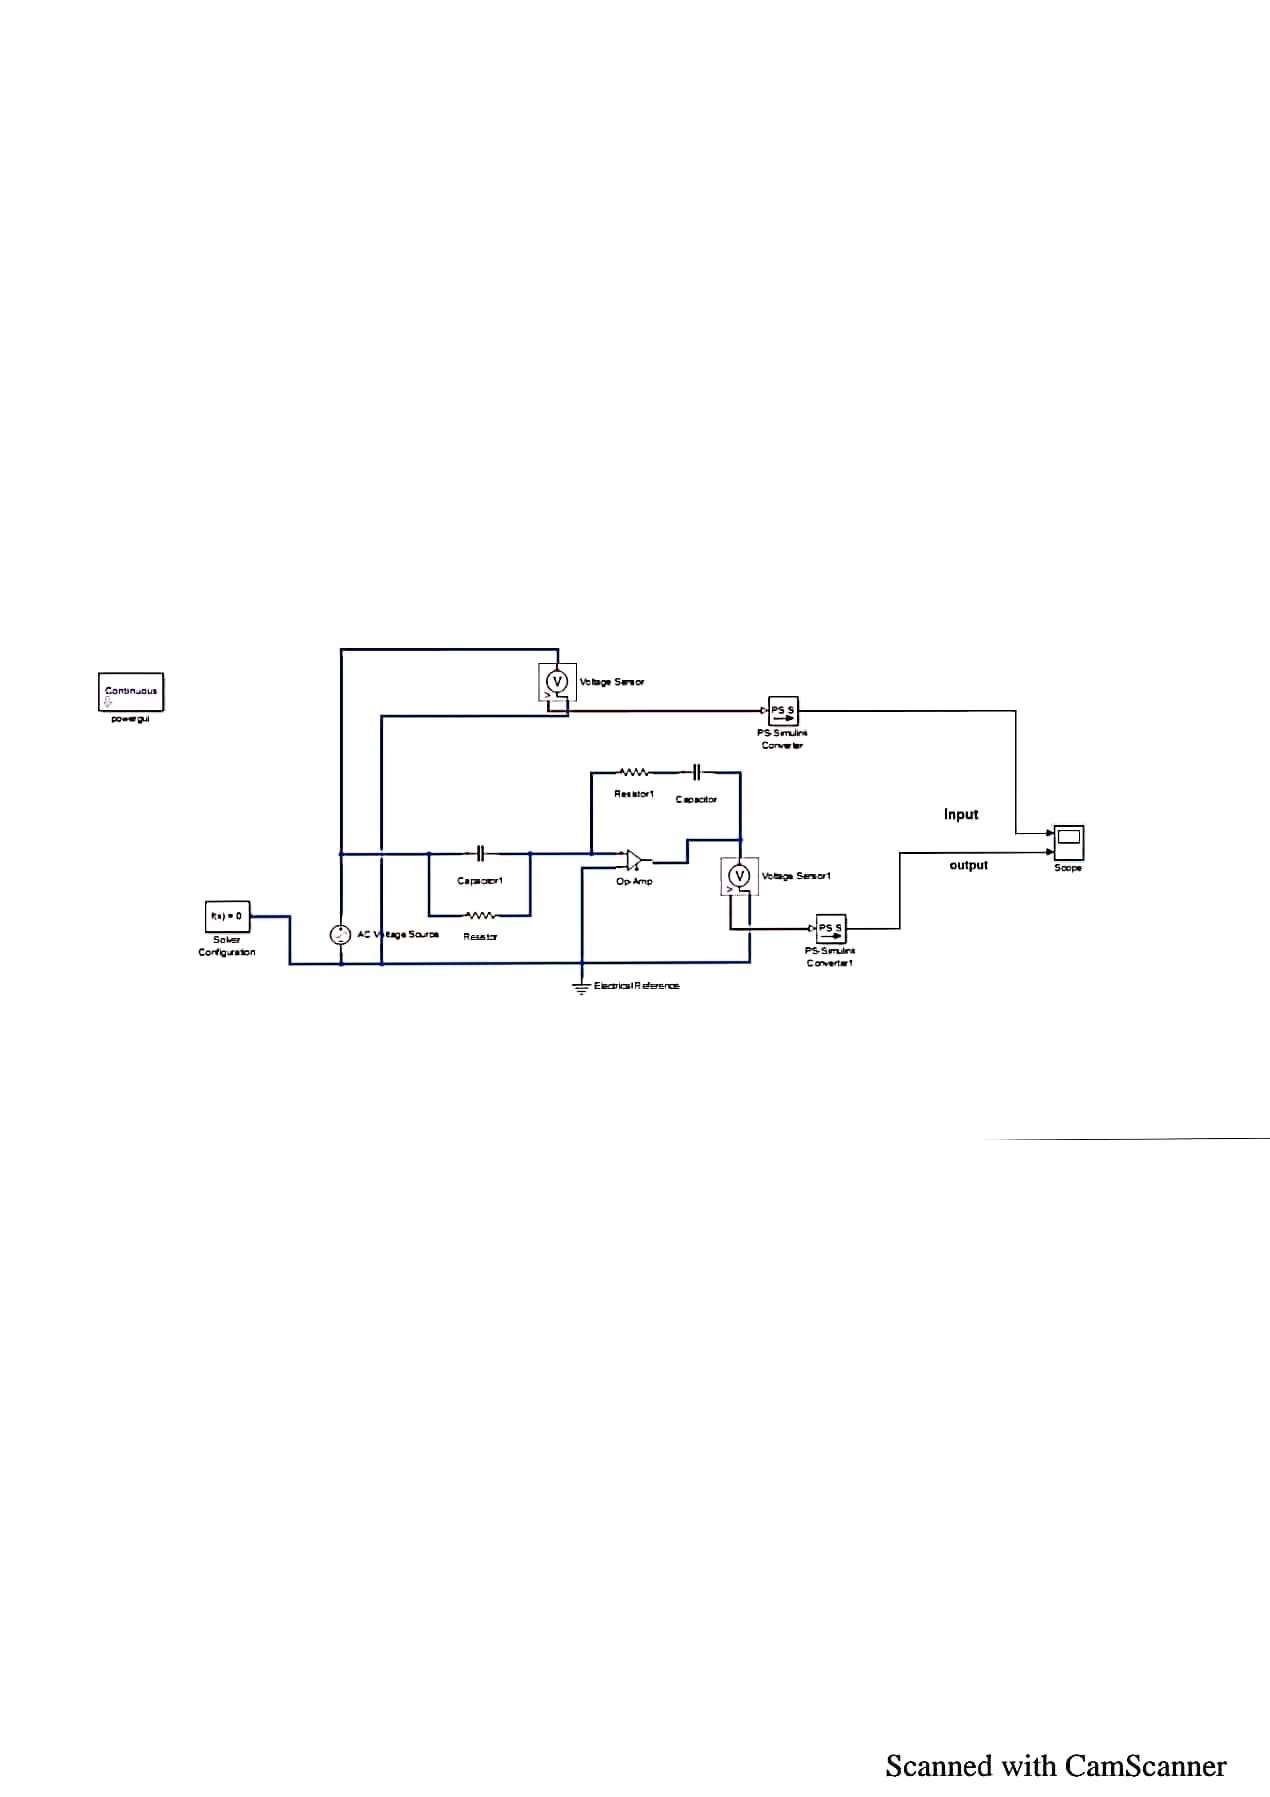 Continuous
powergui
V
Voltage Sensor
PS S
PS-Simulink
Converter
Resistor1
Capacitor
Input
output
Scope
Capacitor1
Op-Amp
V
Voltage Sensor1
f(x) = 0
Solver
Configuration
AC Voltage Source
Resistor
PS S
PS-Simulink
Converter1
Electrical Reference
Scanned with CamScanner